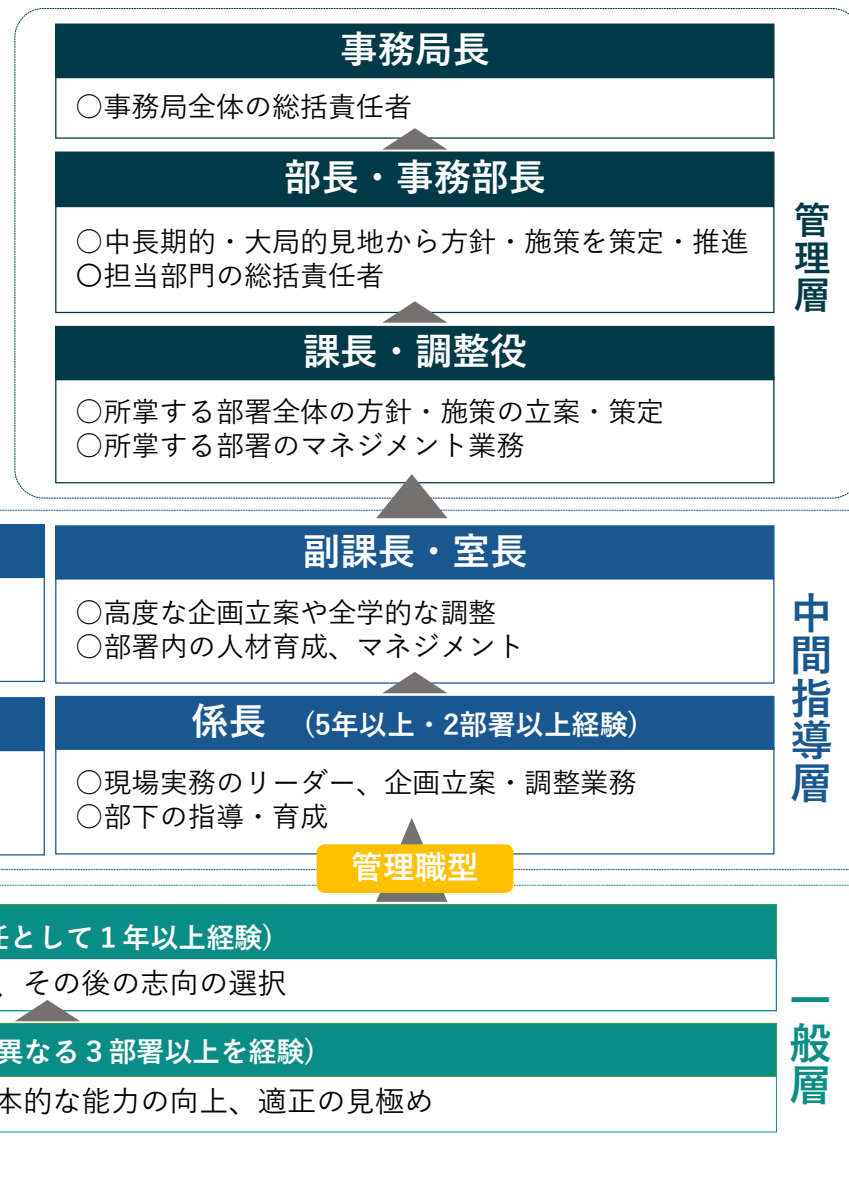 事務局長
○事務局全体の総括責任者
部長・事務部長
○中長期的・大局的見地から方針・施策を策定・推進
〇担当部門の総括責任者
課長・調整役
○所掌する部署全体の方針・施策の立案・策定
○所掌する部署のマネジメント業務
管理層
副課長・室長
○高度な企画立案や全学的な調整
○部署内の人材育成、マネジメント
係長 (5年以上・2部署以上経験)
○現場実務のリーダー、企画立案・調整業務
○部下の指導・育成
中間指導層
管理職型
任として１年以上経験)
、その後の志向の選択
異なる３部署以上を経験)
本的な能力の向上、適正の見極め
一般層